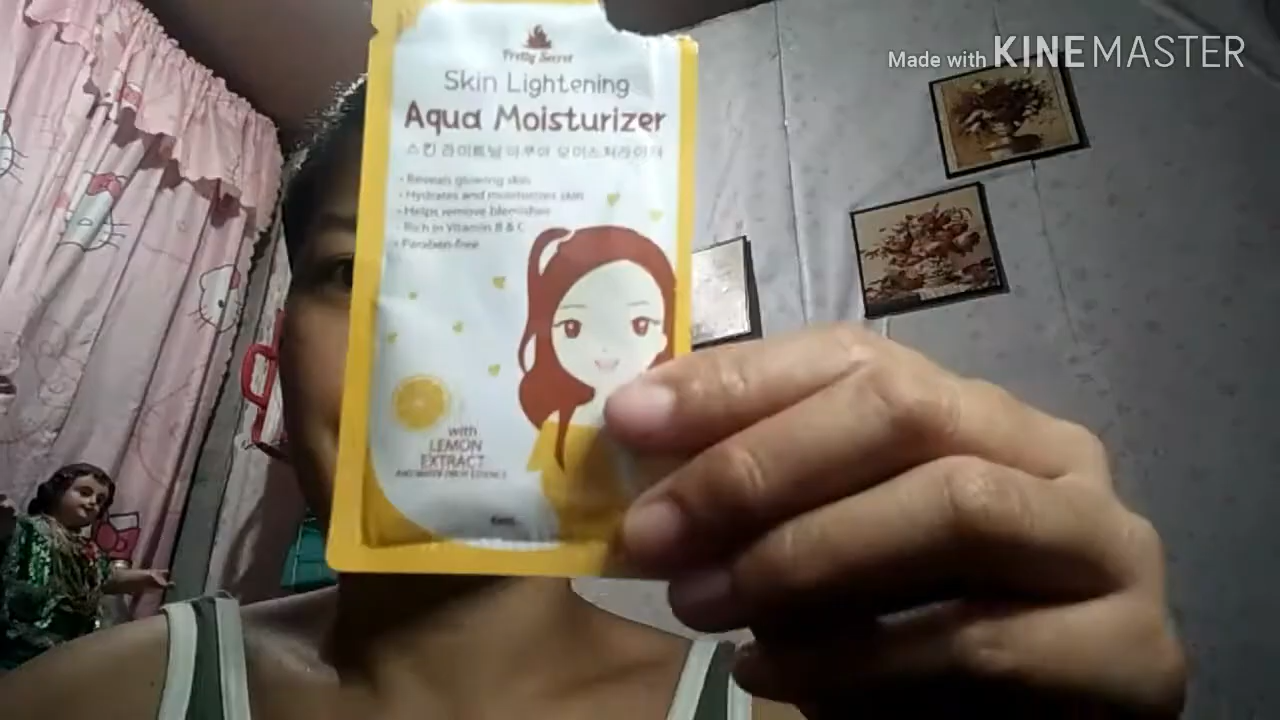 Made with KINEMASTER
Pretty Secret
Skin Lightening
Aqua Moisturizer
스킨 라이트닝 아쿠아 모이스처라이저
• Reveals glowing skin
• Hydrates and moisturizes skin
• Helps remove blemishes
• Rich in Vitamin B & C
• Paraben-free
with
LEMON
EXTRACT